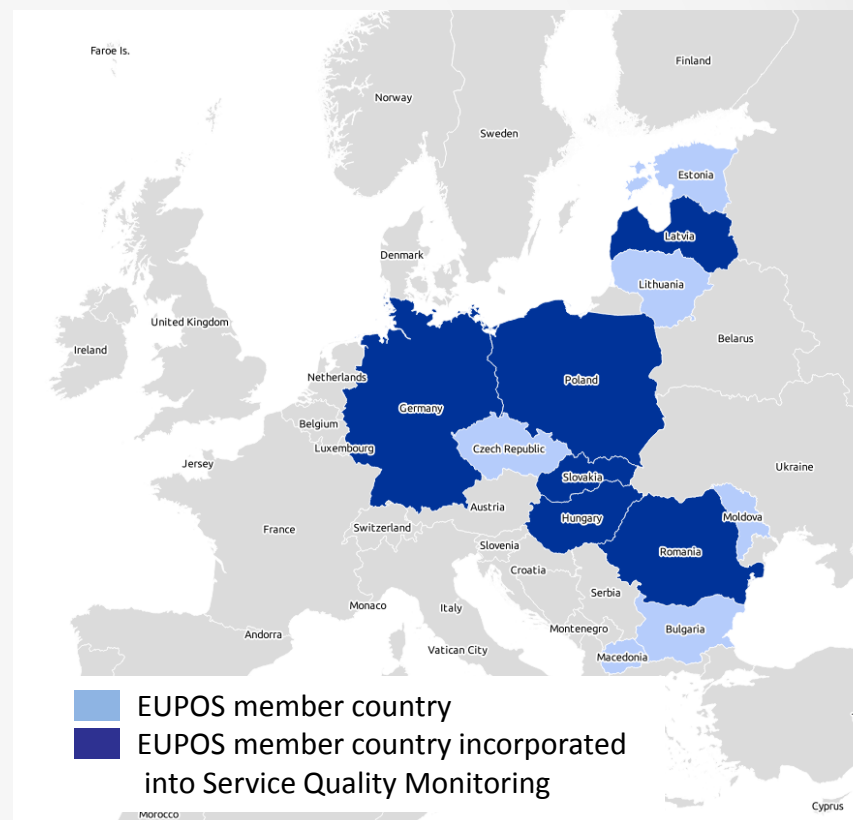 Faroe Is.
Finland
Norway
Sweden
Estonia
Latvia
Denmark
Lithuania
United Kingdom
Belarus
Ireland
Netherlands
Poland
Germany
Belgium
Luxembourg
Czech Republic
Jersey
Ukraine
Slovakia
Austria
Moldova
Hungary
France
Switzerland
Slovenia
Romania
Croatia
Serbia
Monaco
Italy
Andorra
Montenegro
Bulgaria
Vatican City
Macedonia
EUPOS member country
EUPOS member country incorporated
into Service Quality Monitoring
Morocco
Cyprus